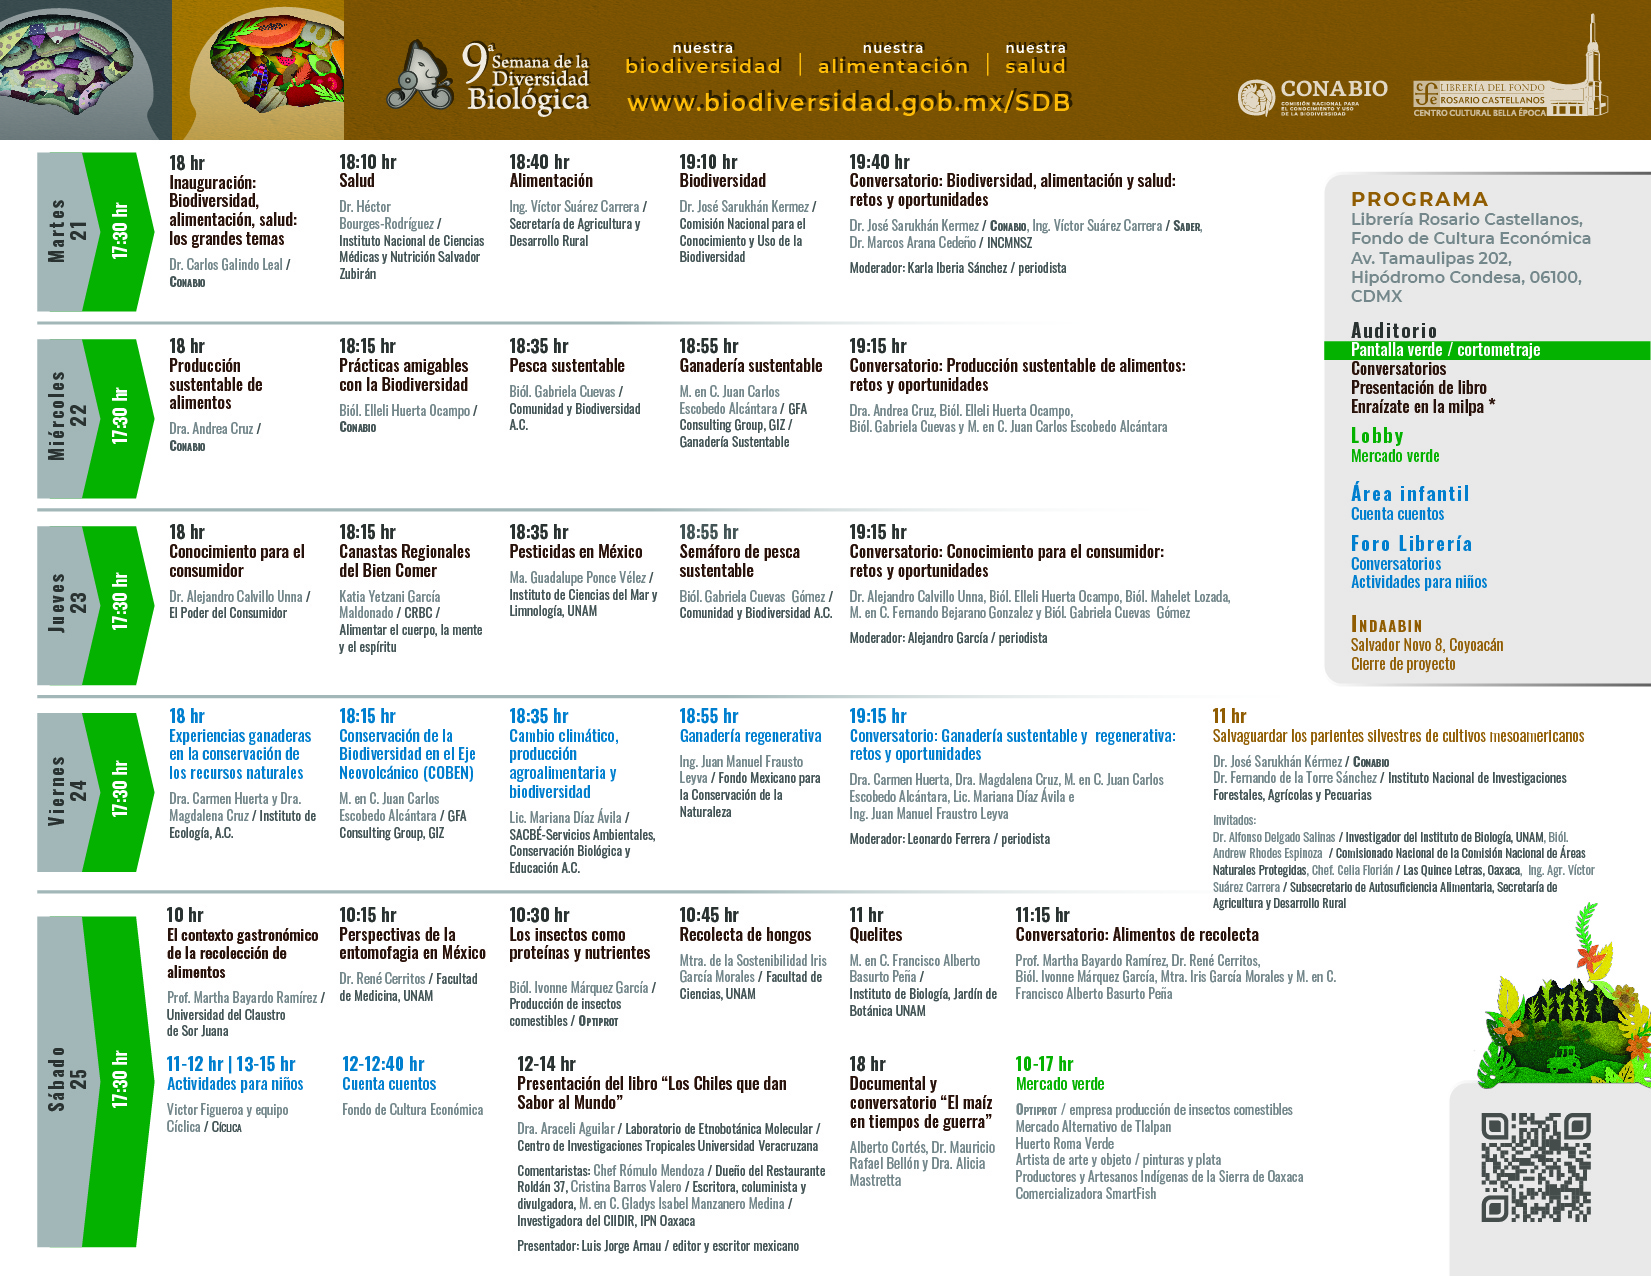 9ª Semana de la
Diversidad
Biológica
nuestra
biodiversidad
nuestra
alimentación
nuestra
salud
www.biodiversidad.gob.mx/SDB
CONABIO
COMISIÓN NACIONAL PARA
EL CONOCIMIENTO Y USO
DE LA BIODIVERSIDAD
LIBRERIA DEL FONDO
ROSARIO CASTELLANOS
CENTRO CULTURAL BELLA ÉPOCA
Martes
21
17:30 hr
18 hr
Inauguración:
Biodiversidad,
alimentación, salud:
los grandes temas
Dr. Carlos Galindo Leal /
CONABIO
18:10 hr
Salud
Dr. Héctor
Bourges-Rodríguez /
Instituto Nacional de Ciencias
Médicas y Nutrición Salvador
Zubirán
18:40 hr
Alimentación
Ing. Víctor Suárez Carrera /
Secretaría de Agricultura y
Desarrollo Rural
19:10 hr
Biodiversidad
Dr. José Sarukhán Kermez /
Comisión Nacional para el
Conocimiento y Uso de la
Biodiversidad
19:40 hr
Conversatorio: Biodiversidad, alimentación y salud:
retos y oportunidades
Dr. José Sarukhán Kermez / CONABIO, Ing. Víctor Suárez Carrera / SADER,
Dr. Marcos Arana Cedeño / INCMNSZ
Moderador: Karla Iberia Sánchez / periodista
PROGRAMA
Librería Rosario Castellanos,
Fondo de Cultura Económica
Av. Tamaulipas 202,
Hipódromo Condesa, 06100,
CDMX
Auditorio
Pantalla verde / cortometraje
Conversatorios
Presentación de libro
Enraízate en la milpa *
Lobby
Mercado verde
Área infantil
Cuenta cuentos
Foro Librería
Conversatorios
Actividades para niños
INDAABIN
Salvador Novo 8, Coyoacán
Cierre de proyecto
Miércoles
22
17:30 hr
18 hr
Producción
sustentable de
alimentos
Dra. Andrea Cruz /
CONABIO
18:15 hr
Prácticas amigables
con la Biodiversidad
Biól. Elleli Huerta Ocampo /
CONABIO
18:35 hr
Pesca sustentable
Biól. Gabriela Cuevas /
Comunidad y Biodiversidad
A.C.
18:55 hr
Ganadería sustentable
M. en C. Juan Carlos
Escobedo Alcántara / GFA
Consulting Group, GIZ /
Ganadería Sustentable
19:15 hr
Conversatorio: Producción sustentable de alimentos:
retos y oportunidades
Dra. Andrea Cruz, Biól. Elleli Huerta Ocampo,
Biól. Gabriela Cuevas y M. en C. Juan Carlos Escobedo Alcántara
Jueves
23
17:30 hr
18 hr
Conocimiento para el
consumidor
Dr. Alejandro Calvillo Unna /
El Poder del Consumidor
18:15 hr
Canastas Regionales
del Bien Comer
Katia Yetzani García
Maldonado / CRBC /
Alimentar el cuerpo, la mente
y el espíritu
18:35 hr
Pesticidas en México
Ma. Guadalupe Ponce Vélez /
Instituto de Ciencias del Mar y
Limnología, UNAM
18:55 hr
Semáforo de pesca
sustentable
Biól. Gabriela Cuevas Gómez /
Comunidad y Biodiversidad A.C.
19:15 hr
Conversatorio: Conocimiento para el consumidor:
retos y oportunidades
Dr. Alejandro Calvillo Unna, Biól. Elleli Huerta Ocampo, Biól. Mahelet Lozada,
M. en C. Fernando Bejarano Gonzalez y Biól. Gabriela Cuevas Gómez
Moderador: Alejandro García / periodista
Viernes
24
17:30 hr
18 hr
Experiencias ganaderas
en la conservación de
los recursos naturales
Dra. Carmen Huerta y Dra.
Magdalena Cruz / Instituto de
Ecología, A.C.
18:15 hr
Conservación de la
Biodiversidad en el Eje
Neovolcánico (COBEN)
M. en C. Juan Carlos
Escobedo Alcántara / GFA
Consulting Group, GIZ
18:35 hr
Cambio climático,
producción
agroalimentaria y
biodiversidad
Lic. Mariana Díaz Ávila /
SACBÉ-Servicios Ambientales,
Conservación Biológica y
Educación A.C.
18:55 hr
Ganadería regenerativa
Ing. Juan Manuel Frausto
Leyva / Fondo Mexicano para
la Conservación de la
Naturaleza
19:15 hr
Conversatorio: Ganadería sustentable y regenerativa:
retos y oportunidades
Dra. Carmen Huerta, Dra. Magdalena Cruz, M. en C. Juan Carlos
Escobedo Alcántara, Lic. Mariana Díaz Ávila e
Ing. Juan Manuel Fraustro Leyva
Moderador: Leonardo Ferrera / periodista
11 hr
Salvaguardar los parientes silvestres de cultivos mesoamericanos
Dr. José Sarukhán Kérmez / CONABIO
Dr. Fernando de la Torre Sánchez / Instituto Nacional de Investigaciones
Forestales, Agrícolas y Pecuarias
Invitados:
Dr. Alfonso Delgado Salinas / Investigador del Instituto de Biología, UNAM, Biól.
Andrew Rhodes Espinoza / Comisionado Nacional de la Comisión Nacional de Áreas
Naturales Protegidas, Chef. Celia Florián / Las Quince Letras, Oaxaca, Ing. Agr. Víctor
Suárez Carrera / Subsecretario de Autosuficiencia Alimentaria, Secretaría de
Agricultura y Desarrollo Rural
Sábado
25
17:30 hr
10 hr
El contexto gastronómico
de la recolección de
alimentos
Prof. Martha Bayardo Ramírez /
Universidad del Claustro
de Sor Juana
10:15 hr
Perspectivas de la
entomofagia en México
Dr. René Cerritos / Facultad
de Medicina, UNAM
10:30 hr
Los insectos como
proteínas y nutrientes
Biól. Ivonne Márquez García /
Producción de insectos
comestibles / OPTIPROT
10:45 hr
Recolecta de hongos
Mtra. de la Sostenibilidad Iris
García Morales / Facultad de
Ciencias, UNAM
11 hr
Quelites
M. en C. Francisco Alberto
Basurto Peña /
Instituto de Biología, Jardín de
Botánica UNAM
11:15 hr
Conversatorio: Alimentos de recolecta
Prof. Martha Bayardo Ramírez, Dr. René Cerritos,
Biól. Ivonne Márquez García, Mtra. Iris García Morales y M. en C.
Francisco Alberto Basurto Peña
11-12 hr | 13-15 hr
Actividades para niños
Victor Figueroa y equipo
Cíclica / CÍCLICA
12-12:40 hr
Cuenta cuentos
Fondo de Cultura Económica
12-14 hr
Presentación del libro “Los Chiles que dan
Sabor al Mundo”
Dra. Araceli Aguilar / Laboratorio de Etnobotánica Molecular /
Centro de Investigaciones Tropicales Universidad Veracruzana
Comentaristas: Chef Rómulo Mendoza / Dueño del Restaurante
Roldán 37, Cristina Barros Valero / Escritora, columinista y
divulgadora, M. en C. Gladys Isabel Manzanero Medina /
Investigadora del CIIDIR, IPN Oaxaca
Presentador: Luis Jorge Arnau / editor y escritor mexicano
18 hr
Documental y
conversatorio “El maíz
en tiempos de guerra”
Alberto Cortés, Dr. Mauricio
Rafael Bellón y Dra. Alicia
Mastretta
10-17 hr
Mercado verde
OPTIPROT / empresa producción de insectos comestibles
Mercado Alternativo de Tlalpan
Huerto Roma Verde
Artista de arte y objeto / pinturas y plata
Productores y Artesanos Indígenas de la Sierra de Oaxaca
Comercializadora SmartFish